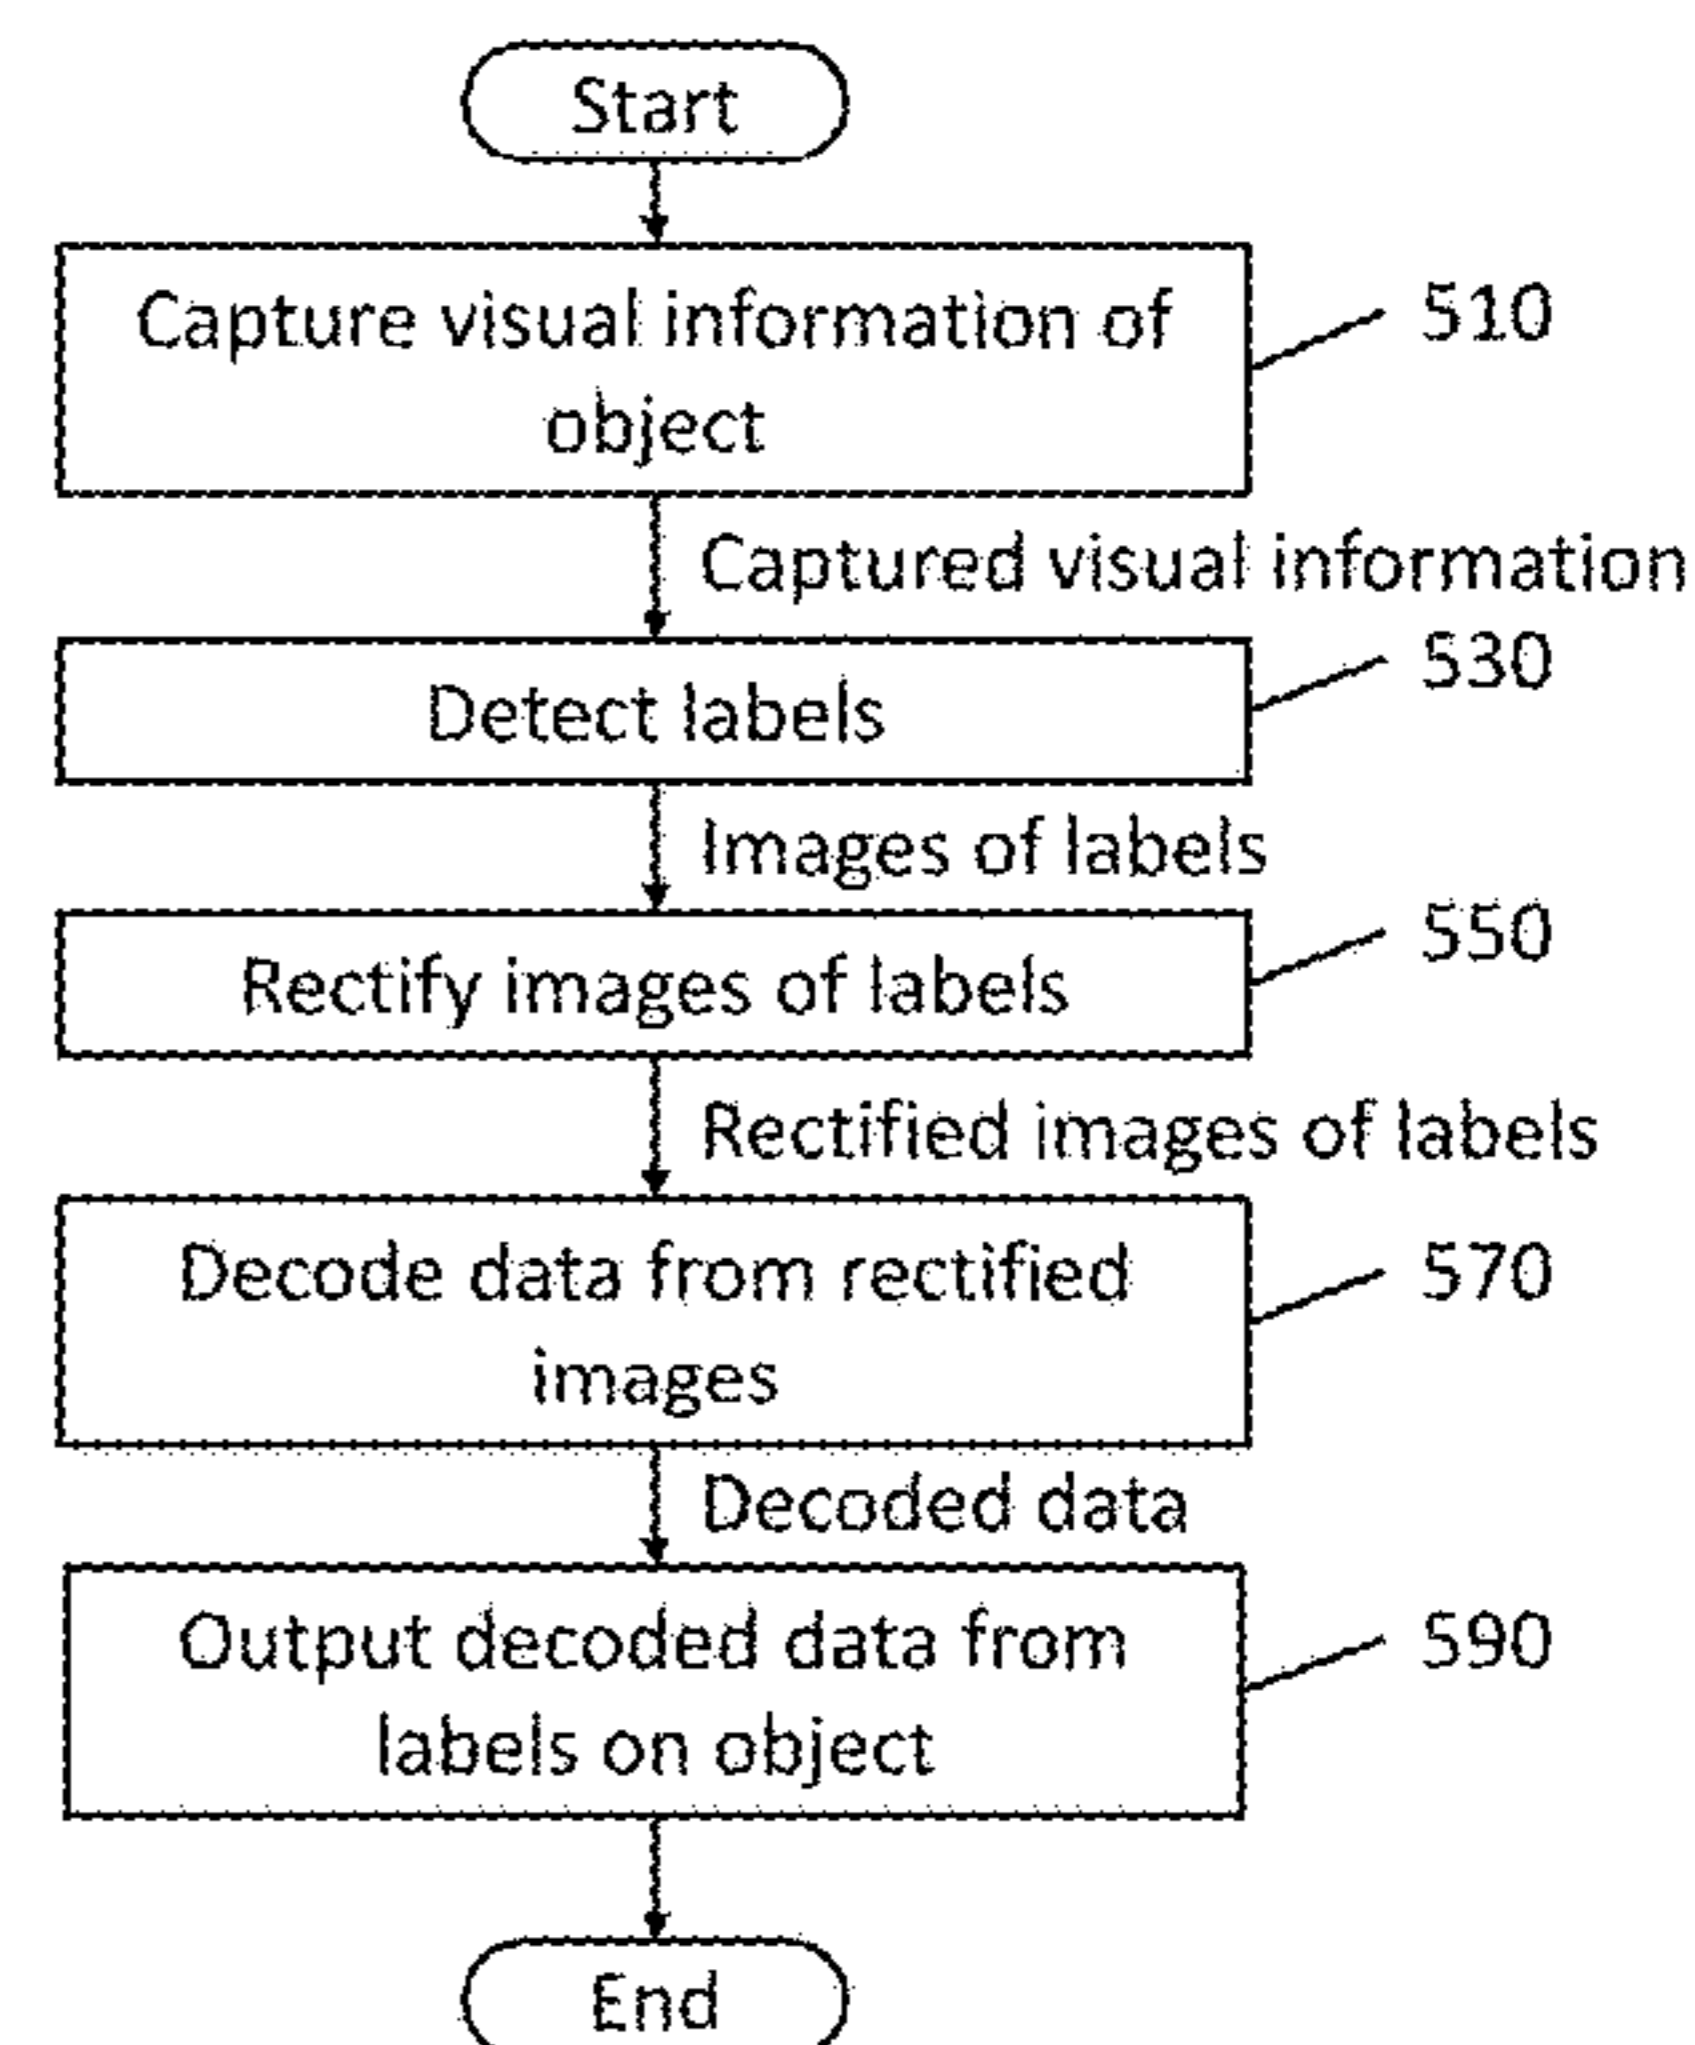 Start
Capture visual information of
object
510
Captured visual information
Detect labels
530
Images of labels
Rectify images of labels
550
Rectified images of labels
Decode data from rectified
images
570
Decoded data
Output decoded data from
labels on object
590
End